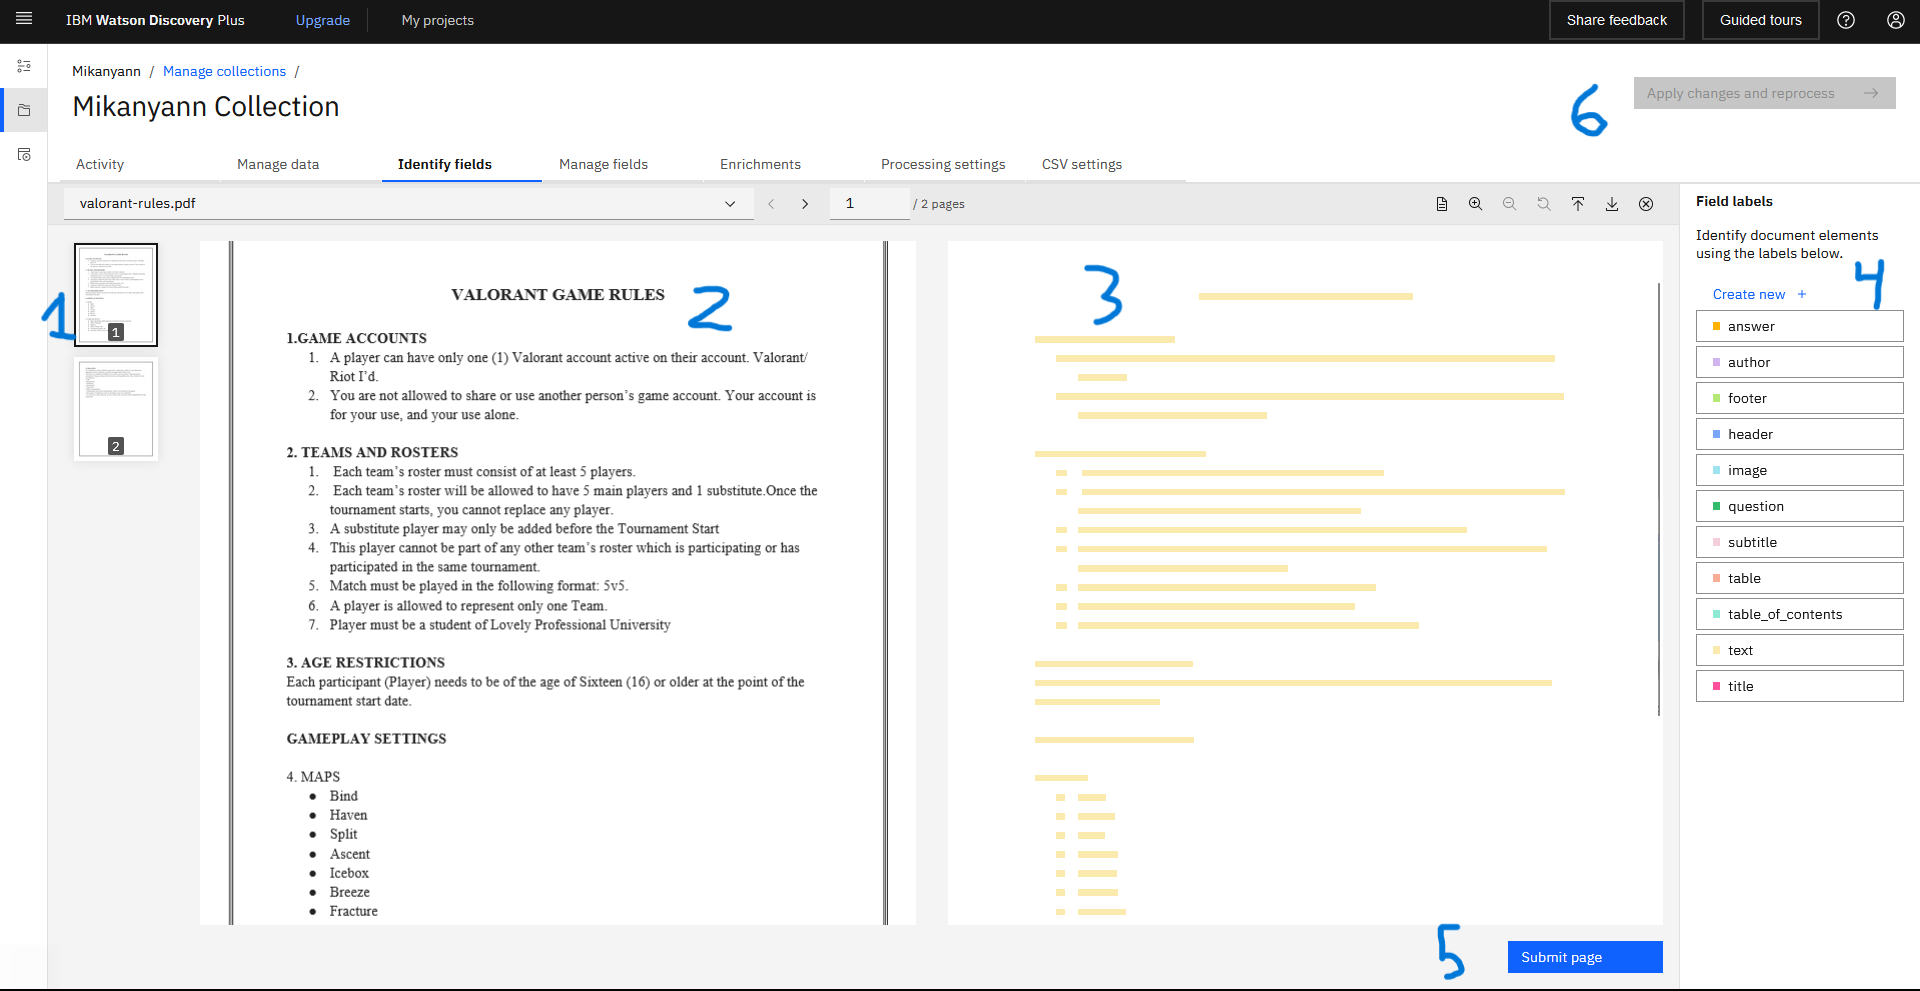 IBM Watson Discovery Plus
Upgrade
My projects
Share feedback
Guided tours
Mikanyann / Manage collections /
Mikanyann Collection
6
Apply changes and reprocess
Activity
Manage data
Identify fields
Manage fields
Enrichments
Processing settings
CSV settings
valorant-rules.pdf
1
/ 2 pages
1
1
2
VALORANT GAME RULES
2
1.GAME ACCOUNTS
1. A player can have only one (1) Valorant account active on their account. Valorant/
Riot I’d.
2. You are not allowed to share or use another person’s game account. Your account is
for your use, and your use alone.
2. TEAMS AND ROSTERS
1. Each team’s roster must consist of at least 5 players.
2. Each team’s roster will be allowed to have 5 main players and 1 substitute.Once the
tournament starts, you cannot replace any player.
3. A substitute player may only be added before the Tournament Start
4. This player cannot be part of any other team’s roster which is participating or has
participated in the same tournament.
5. Match must be played in the following format: 5v5.
6. A player is allowed to represent only one Team.
7. Player must be a student of Lovely Professional University
3. AGE RESTRICTIONS
Each participant (Player) needs to be of the age of Sixteen (16) or older at the point of the
tournament start date.
GAMEPLAY SETTINGS
4. MAPS
● Bind
● Haven
● Split
● Ascent
● Icebox
● Breeze
● Fracture
3
5
Submit page
Field labels
Identify document elements
using the labels below.
4
Create new +
answer
author
footer
header
image
question
subtitle
table
table_of_contents
text
title